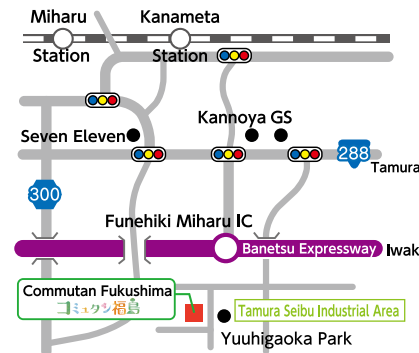 Miharu
Station
Kanameta
Station
Seven Eleven
Kannoya GS
288
Tamura
300
Funehiki Miharu IC
Banetsu Expressway
Iwak
Commutan Fukushima
コミュタン福島
Tamura Seibu Industrial Area
Yuuhigaoka Park